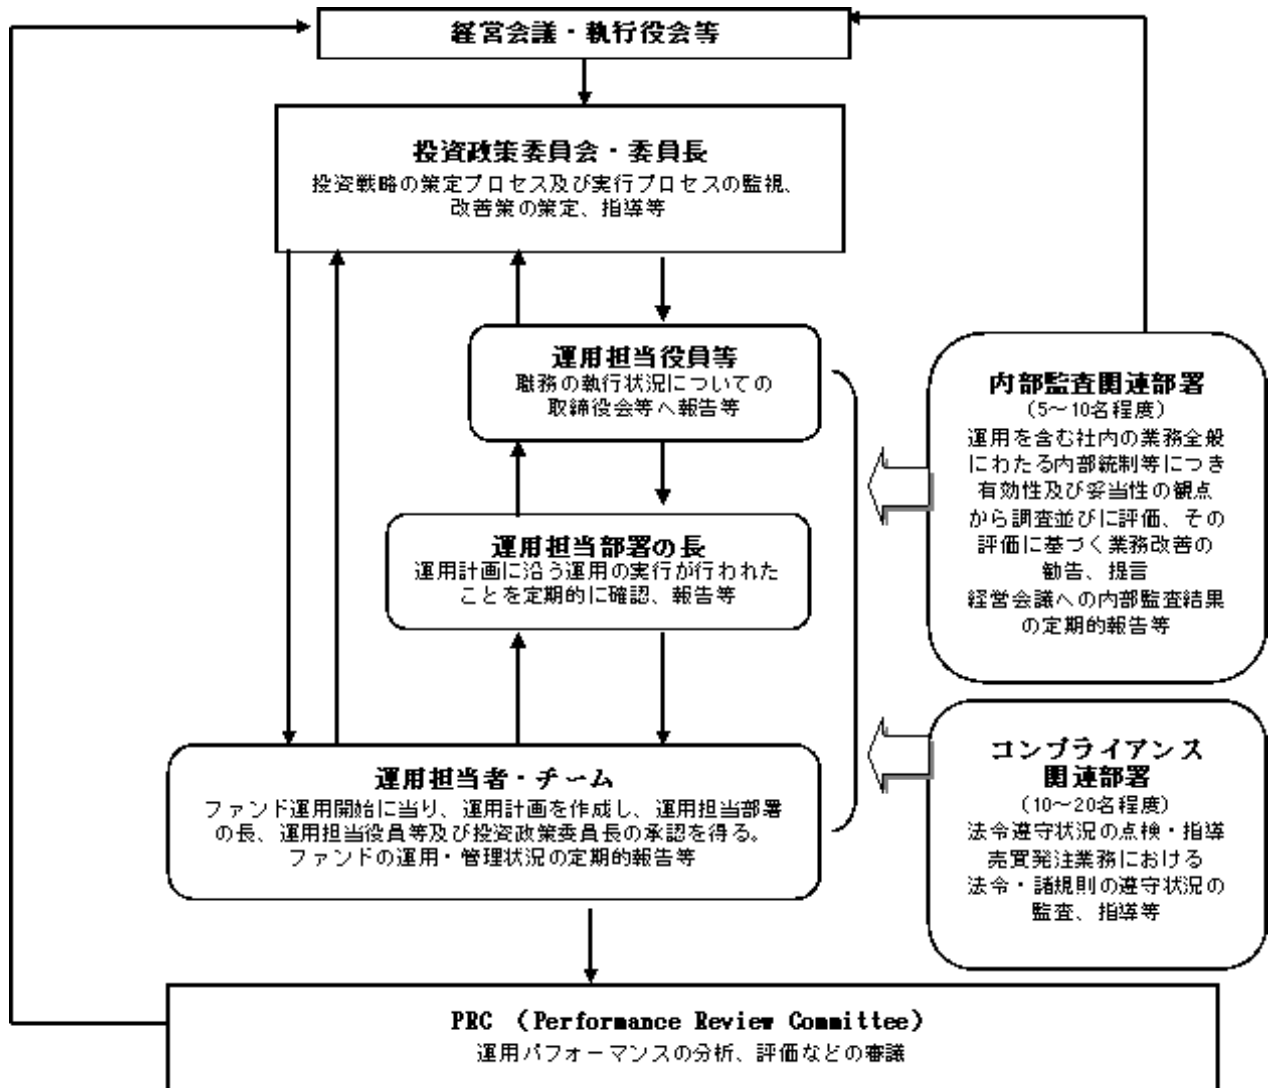 経営会議・執行役会等
投資政策委員会・委員長
投資戦略の策定プロセス及び実行プロセスの監視、
改善策の策定、指導等
運用担当役員等
職務の執行状況についての
取締役会等へ報告等
運用担当部署の長
運用計画に沿う運用の実行が行われた
ことを定期的に確認、報告等
運用担当者・チーム
ファンド運用開始に当り、運用計画を作成し、運用担当部署
の長、運用担当役員等及び投資政策委員長の承認を得る。
ファンドの運用・管理状況の定期的報告等
内部監査関連部署
(5～10名程度)
運用を含む社内の業務全般
にわたる内部統制等につき
有効性及び妥当性の観点
から調査並びに評価、その
評価に基づく業務改善の
勧告、提言
経営会議への内部監査結果
の定期的報告等
コンプライアンス
関連部署
(10～20名程度)
法令遵守状況の点検・指導
売買発注業務における
法令・諸規則の遵守状況の
監査、指導等
PRC （Performance Review Committee）
運用パフォーマンスの分析、評価などの審議